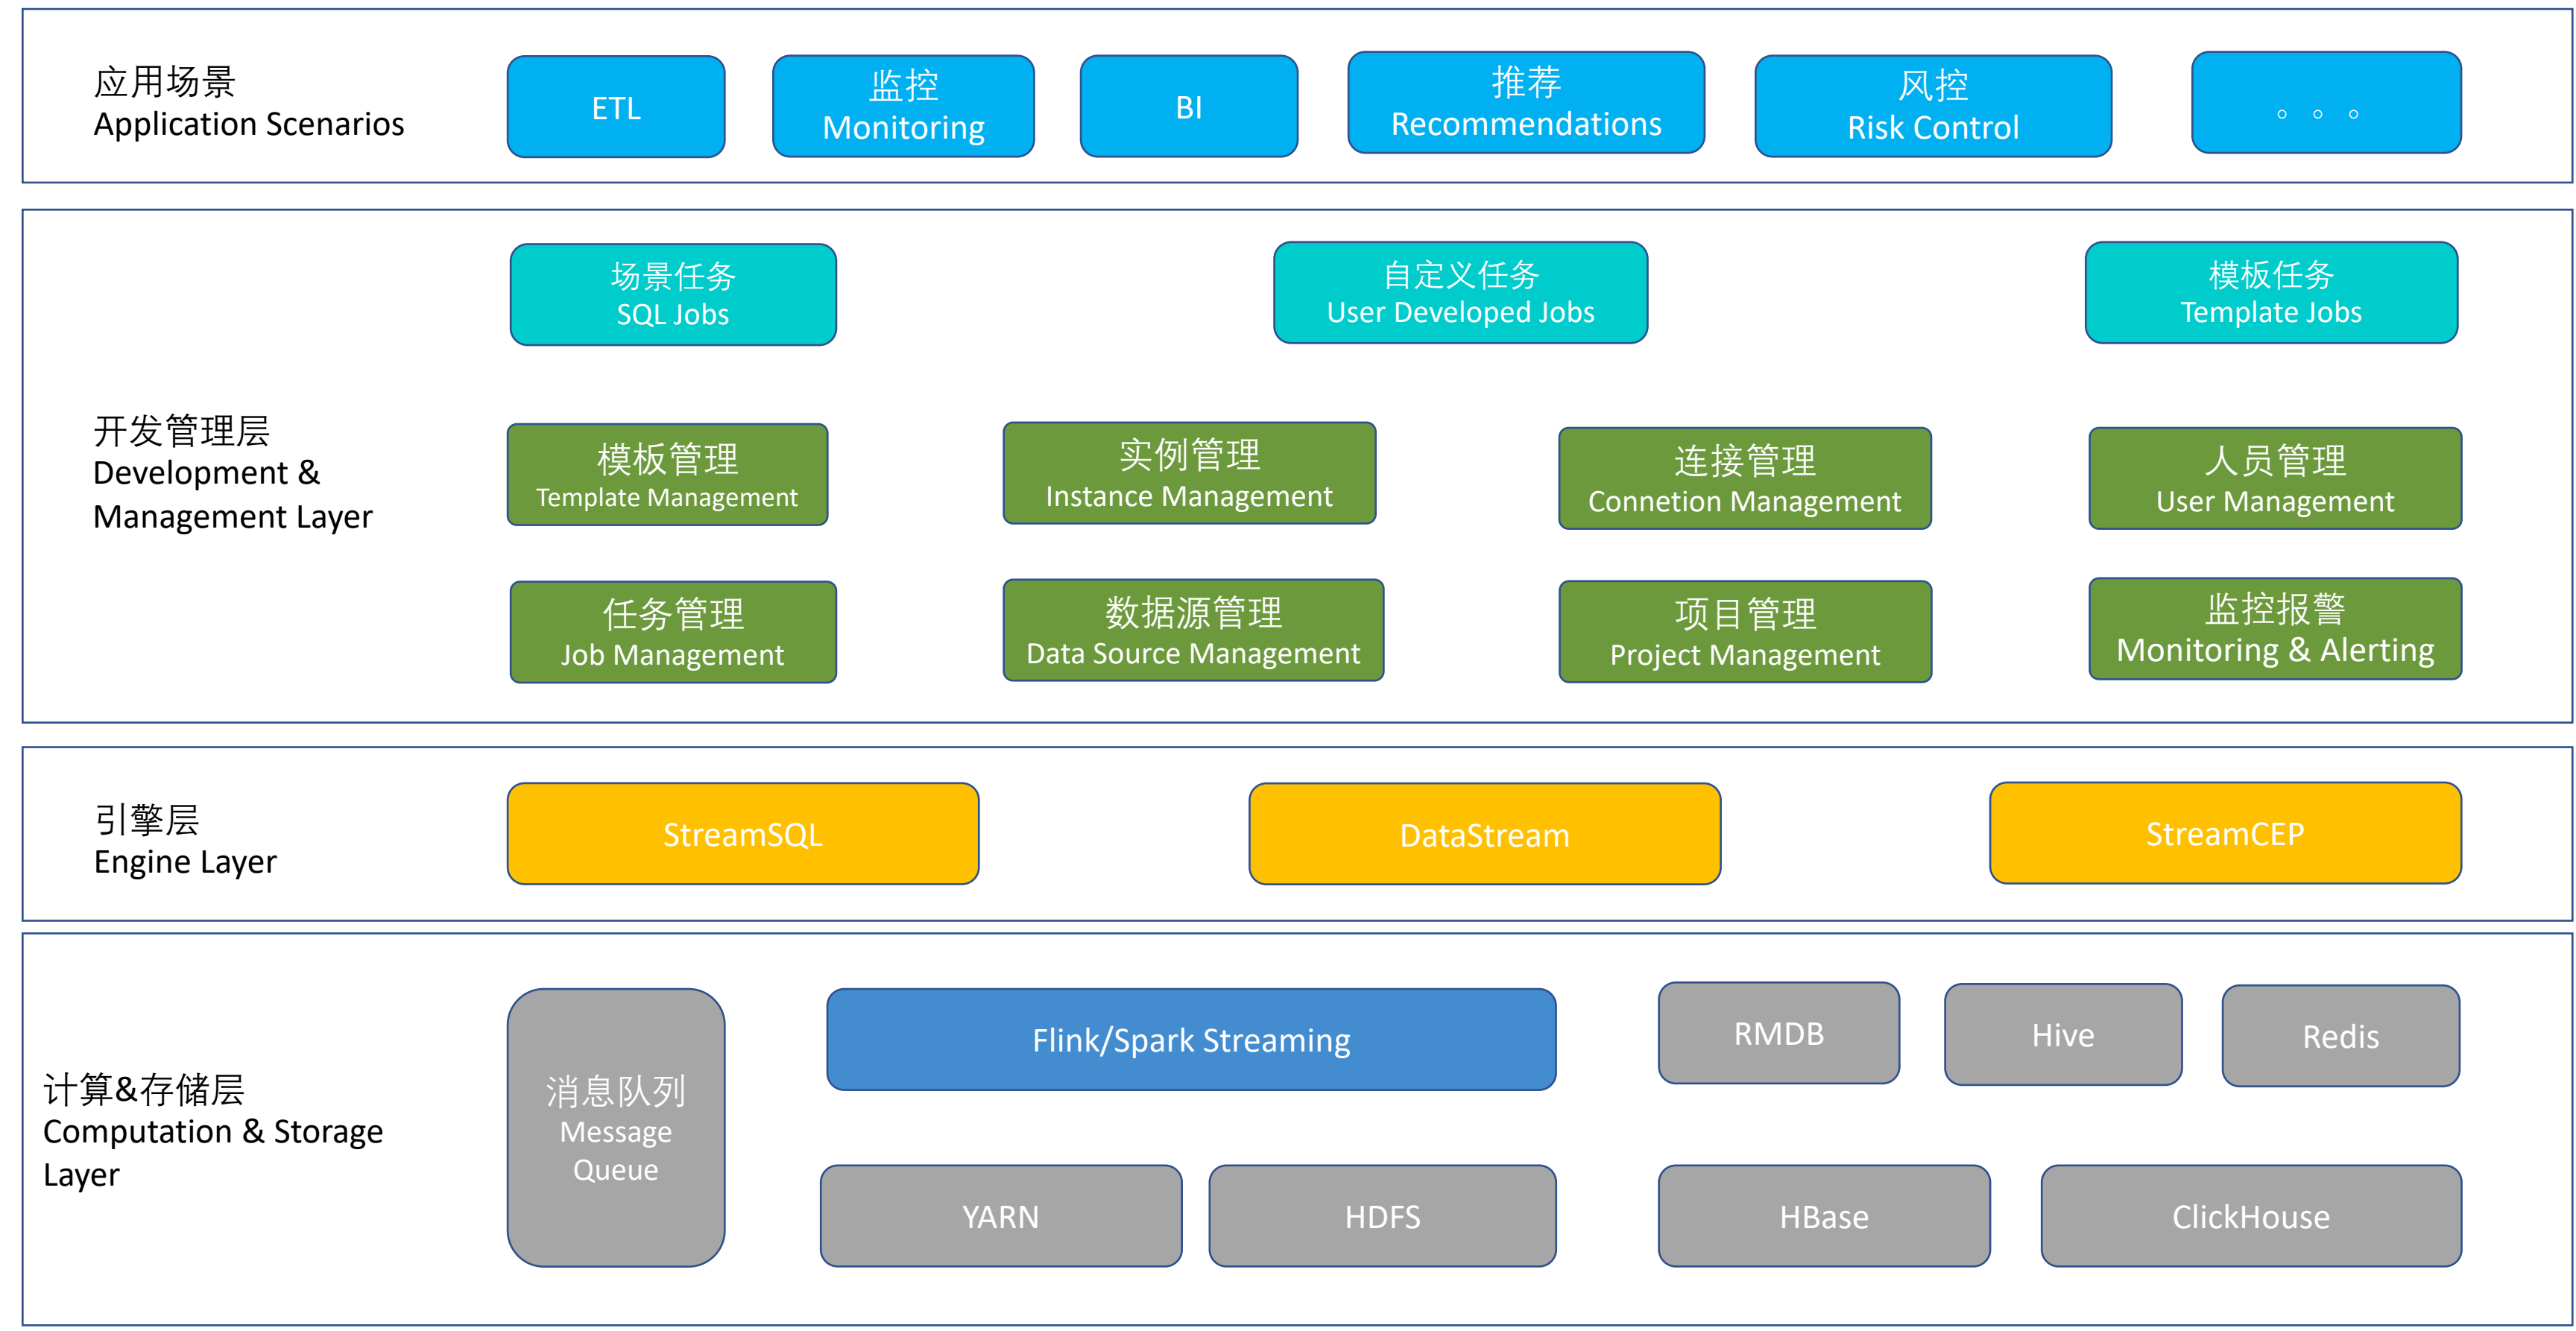 应用场景
Application Scenarios
ETL
监控
Monitoring
BI
推荐
Recommendations
风控
Risk Control
。。。
场景任务
SQL Jobs
自定义任务
User Developed Jobs
模板任务
Template Jobs
开发管理层
Development &
Management Layer
模板管理
Template Management
实例管理
Instance Management
连接管理
Connetion Management
人员管理
User Management
任务管理
Job Management
数据源管理
Data Source Management
项目管理
Project Management
监控报警
Monitoring & Alerting
引擎层
Engine Layer
StreamSQL
DataStream
StreamCEP
计算&存储层
Computation & Storage
Layer
消息队列
Message
Queue
Flink/Spark Streaming
RMDB
Hive
Redis
YARN
HDFS
HBase
ClickHouse